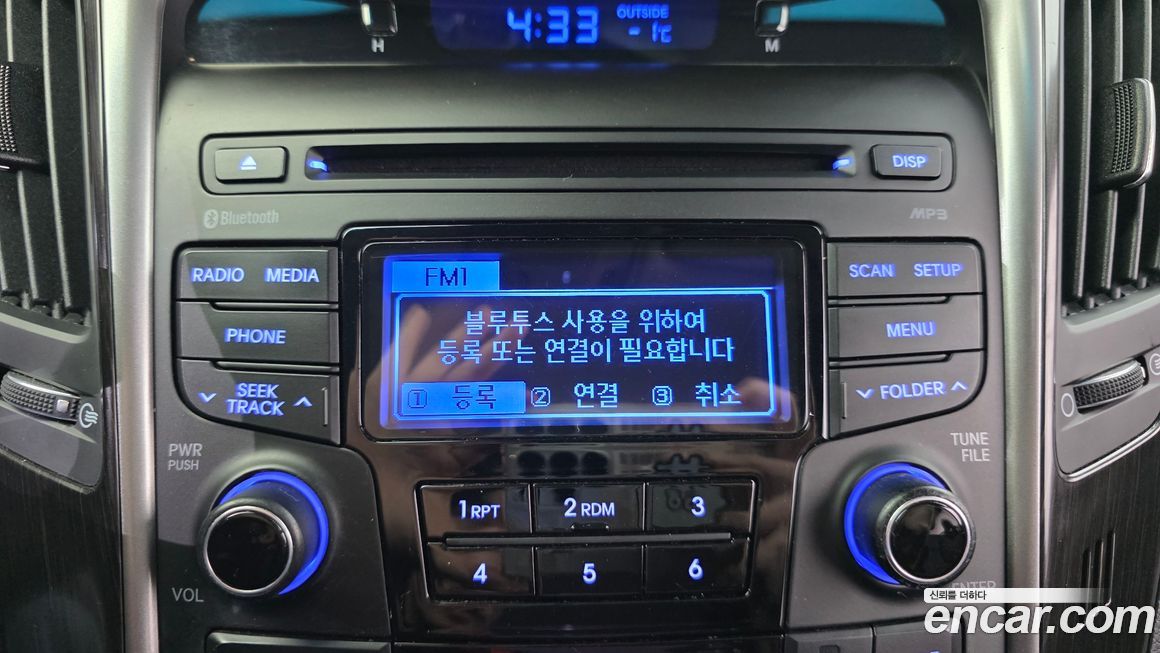 4:33
OUTSIDE
-1℃
H
M
DISP
Bluetooth
MP3
RADIO MEDIA
SCAN SETUP
FM1
블루투스 사용을 위하여
등록 또는 연결이 필요합니다
① 등록 ② 연결 ③ 취소
PHONE
MENU
SEEK
TRACK
FOLDER
PWR
PUSH
TUNE
FILE
1 RPT
2 RDM
3
4
5
6
VOL
ENTER
신뢰를 더하다
encar.com